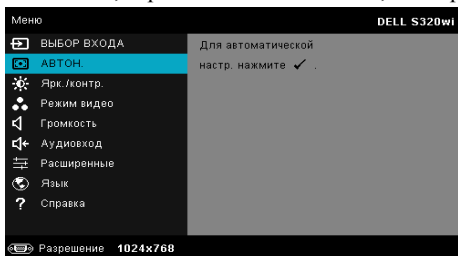 Меню DELL S320wi
ВЫБОР ВХОДА
АВТОН.
Ярк./контр.
Режим видео
Громкость
Аудиовход
Расширенные
Язык
? Справка
Для автоматической
настр. нажмите ✓ .
Разрешение 1024x768